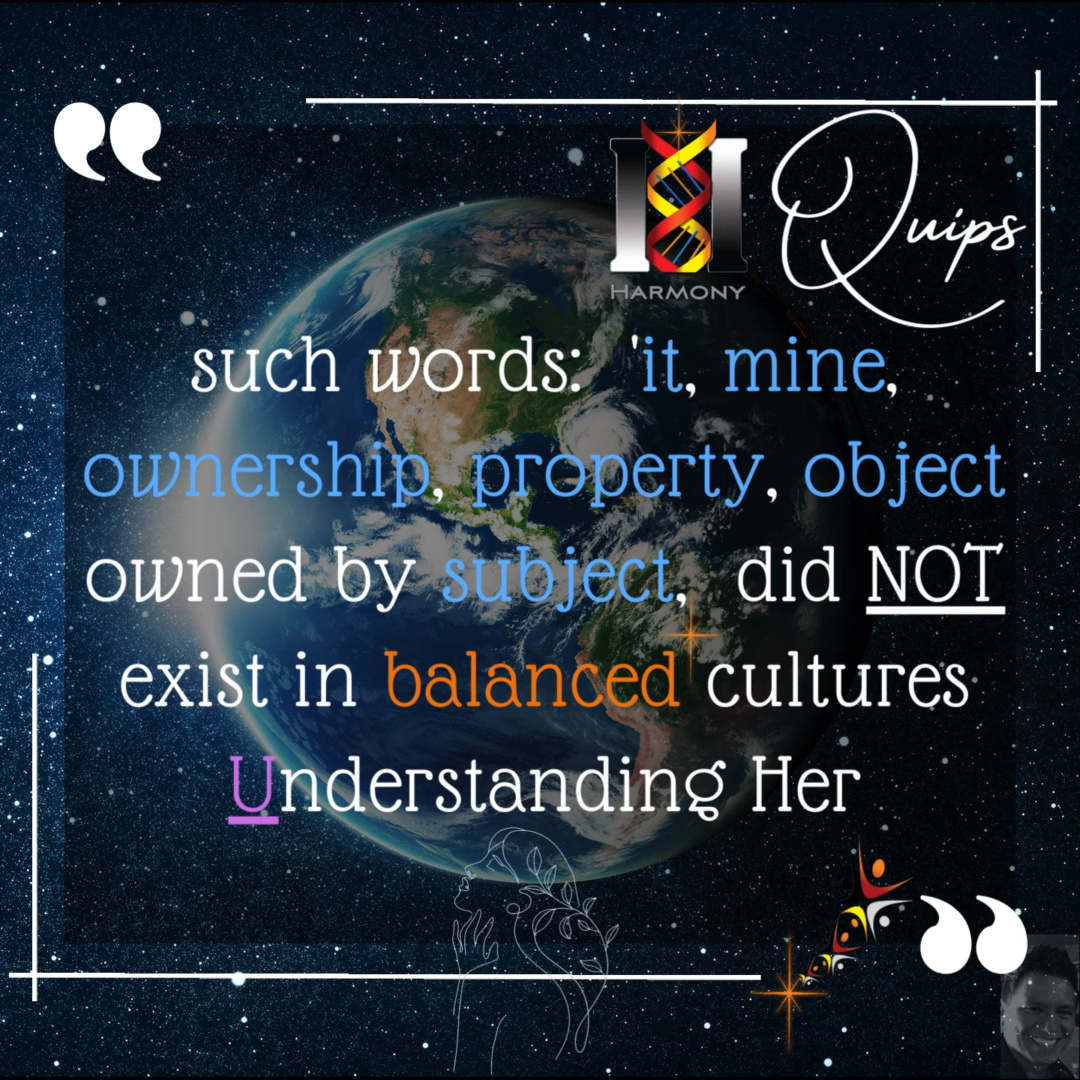 “
Quips
HARMONY
such words: 'it, mine,
ownership, property, object
owned by subject, did NOT
exist in balanced cultures
Understanding Her
”